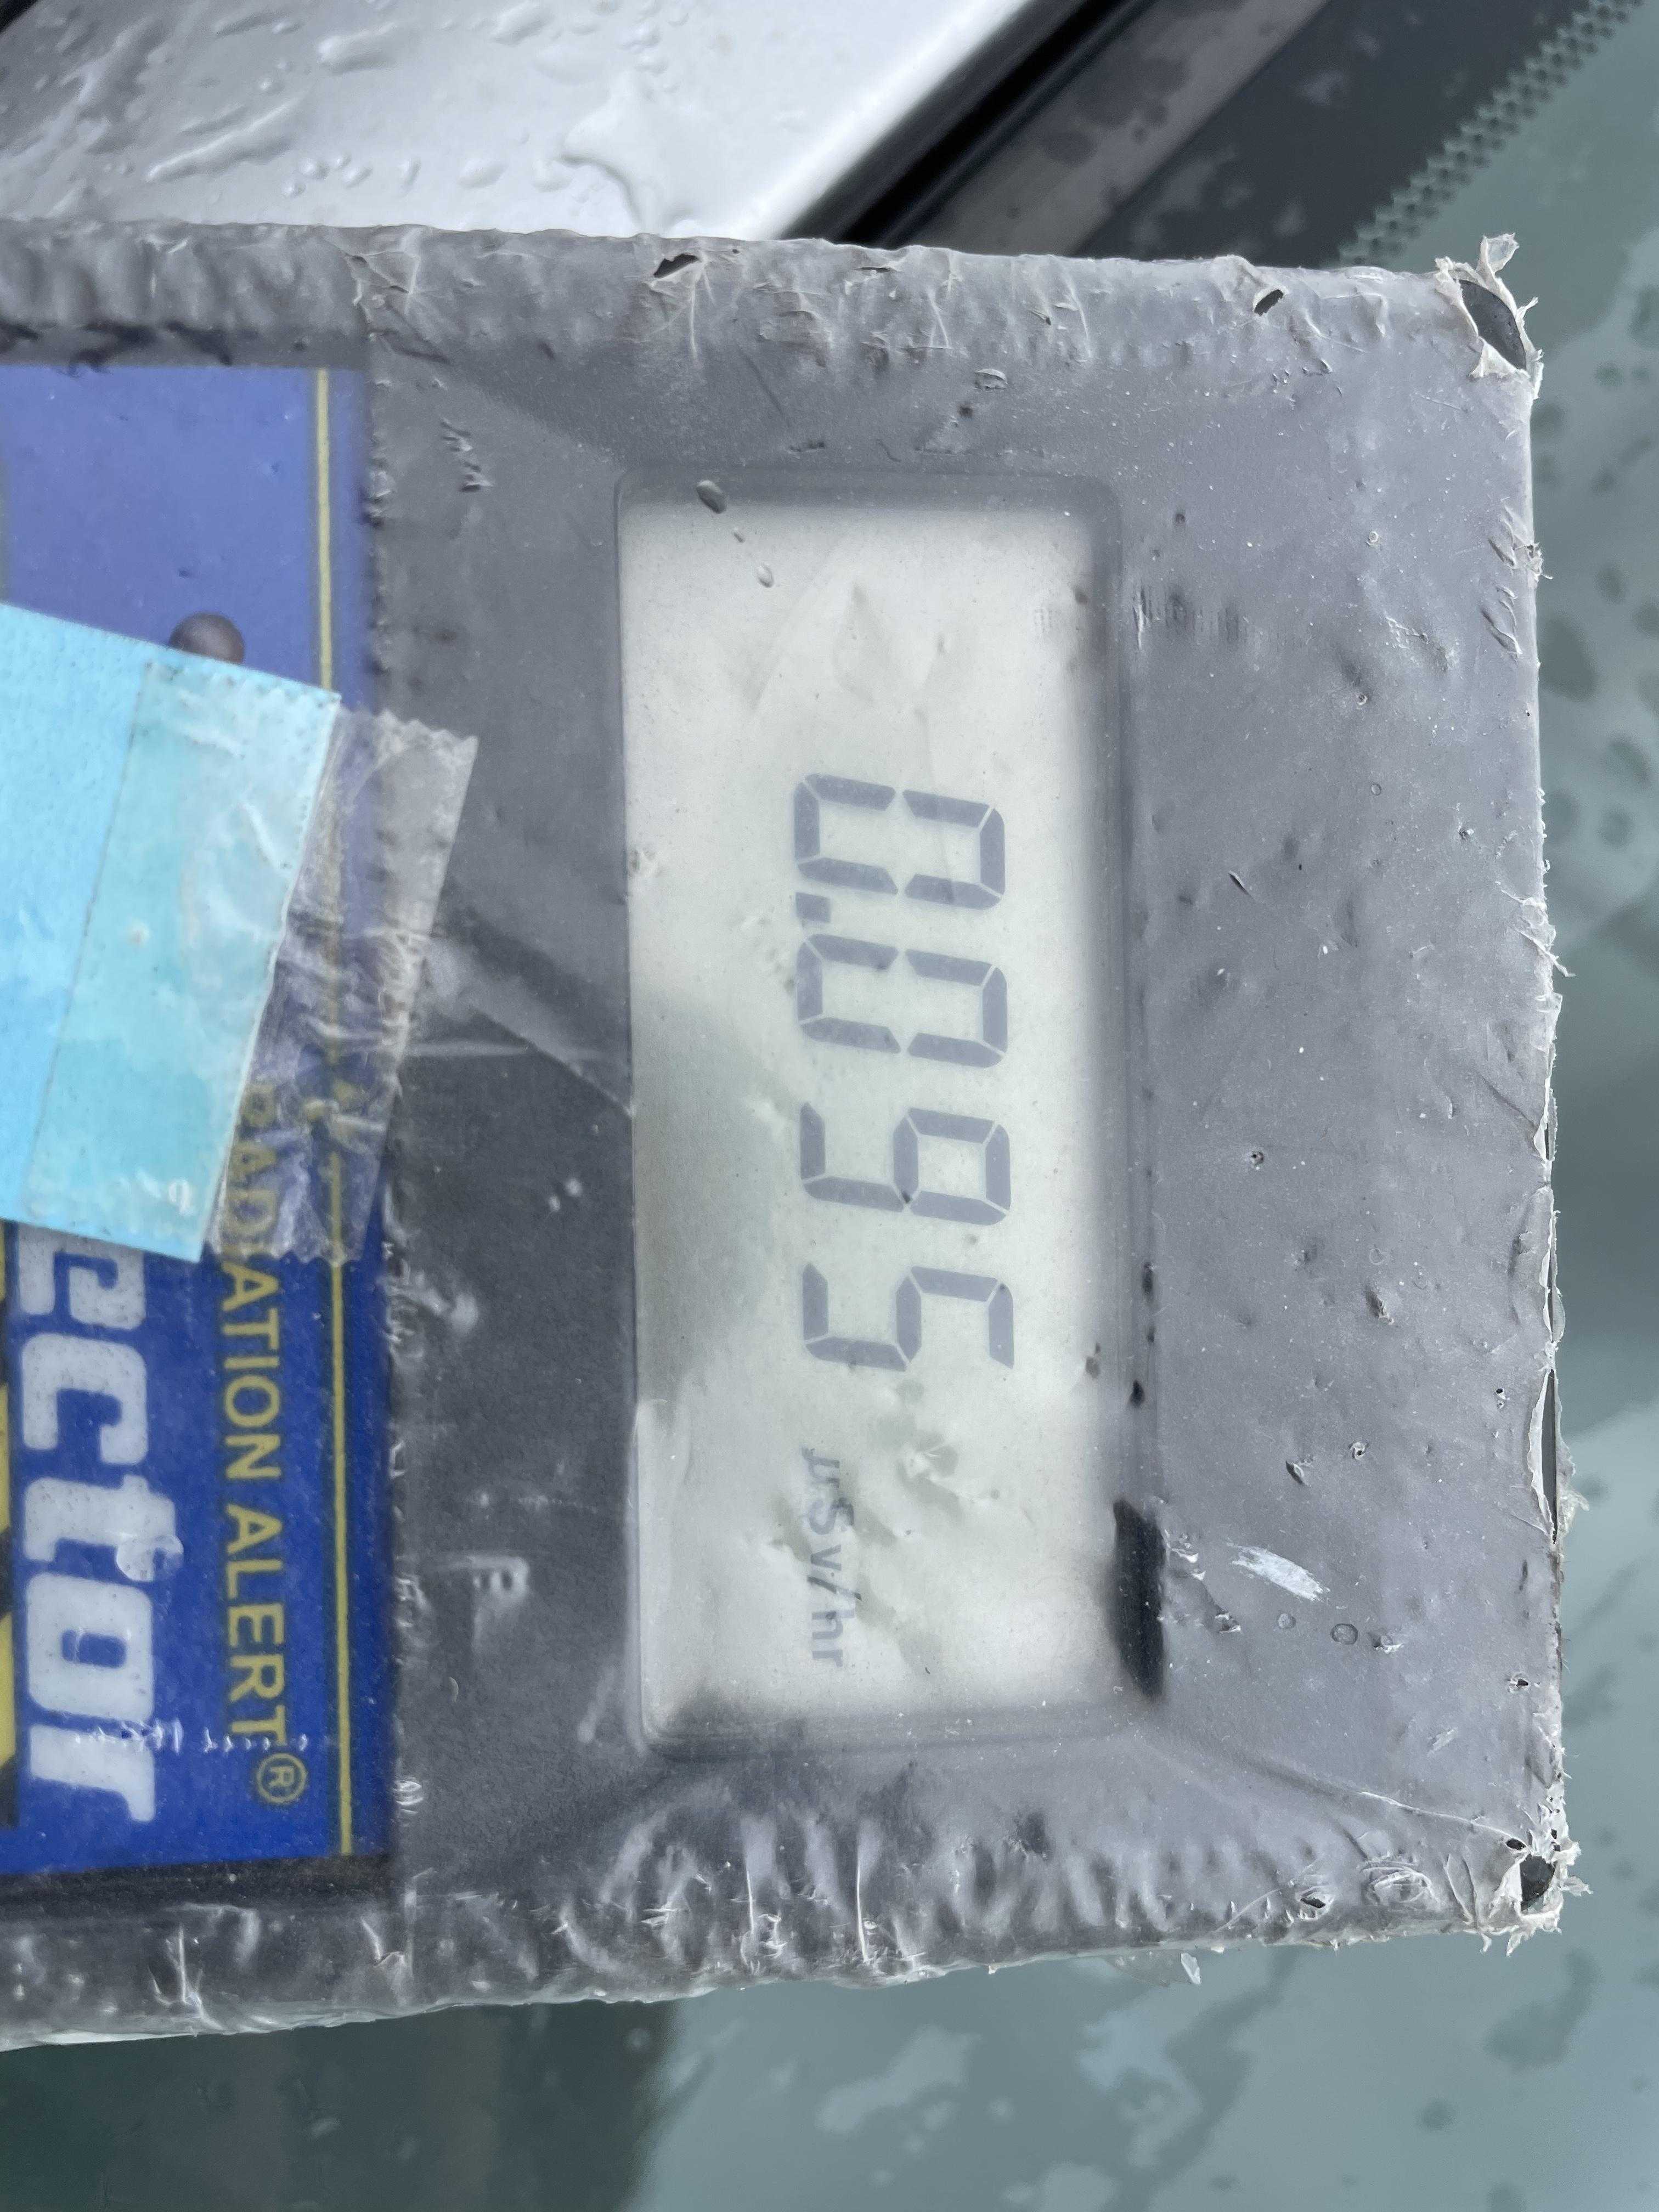 0.095
µSv/hr
RADIATION ALERT®
ector